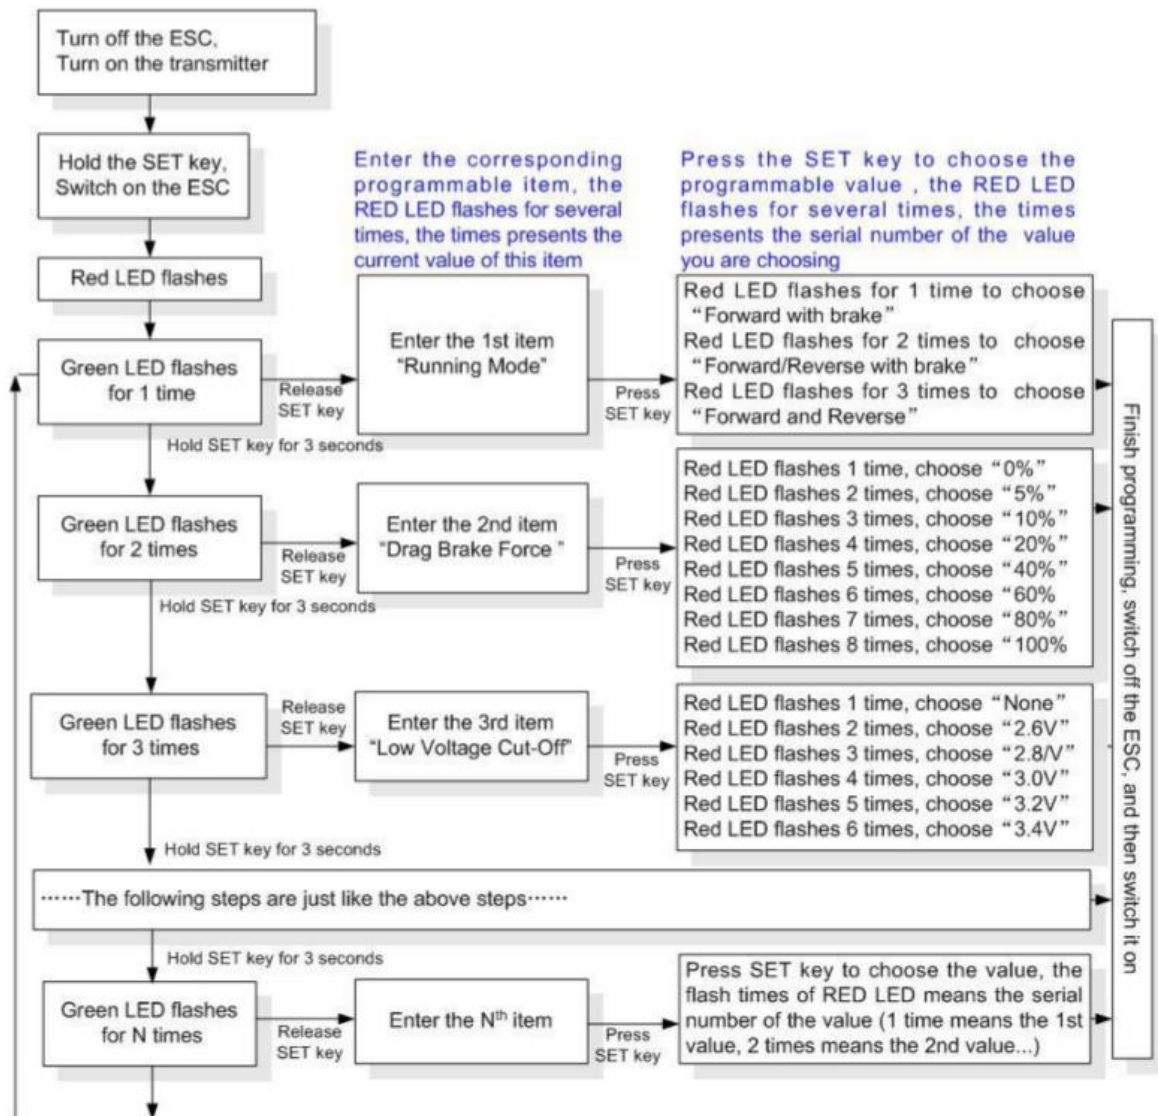 Turn off the ESC,
Turn on the transmitter
Hold the SET key,
Switch on the ESC
Enter the corresponding
programmable item, the
RED LED flashes for several
times, the times presents the
current value of this item
Press the SET key to choose the
programmable value , the RED LED
flashes for several times, the times
presents the serial number of the value
you are choosing
Red LED flashes
Green LED flashes
for 1 time
Release
SET key
Enter the 1st item
"Running Mode"
Press
SET key
Red LED flashes for 1 time to choose
“Forward with brake”
Red LED flashes for 2 times to choose
“Forward/Reverse with brake”
Red LED flashes for 3 times to choose
“Forward and Reverse”
Hold SET key for 3 seconds
Green LED flashes
for 2 times
Release
SET key
Enter the 2nd item
"Drag Brake Force "
Press
SET key
Red LED flashes 1 time, choose “0%”
Red LED flashes 2 times, choose “5%”
Red LED flashes 3 times, choose “10%”
Red LED flashes 4 times, choose “20%”
Red LED flashes 5 times, choose “40%”
Red LED flashes 6 times, choose “60%
Red LED flashes 7 times, choose “80%”
Red LED flashes 8 times, choose “100%
Hold SET key for 3 seconds
Green LED flashes
for 3 times
Release
SET key
Enter the 3rd item
"Low Voltage Cut-Off"
Press
SET key
Red LED flashes 1 time, choose “None”
Red LED flashes 2 times, choose “2.6V”
Red LED flashes 3 times, choose “2.8/V”
Red LED flashes 4 times, choose “3.0V”
Red LED flashes 5 times, choose “3.2V”
Red LED flashes 6 times, choose “3.4V”
Hold SET key for 3 seconds
······The following steps are just like the above steps······
Hold SET key for 3 seconds
Green LED flashes
for N times
Release
SET key
Enter the Nth item
Press
SET key
Press SET key to choose the value, the
flash times of RED LED means the serial
number of the value (1 time means the 1st
value, 2 times means the 2nd value...)
Finish programming, switch off the ESC, and then switch it on